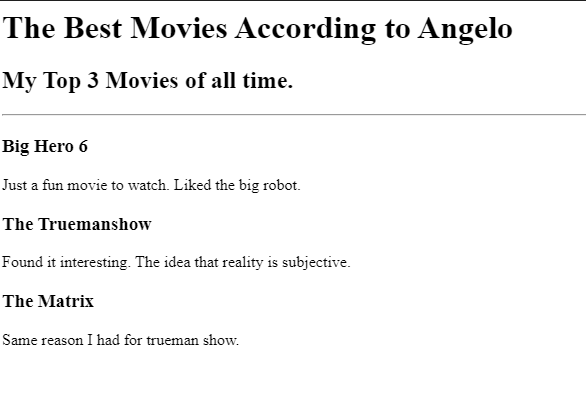 The Best Movies According to Angelo
My Top 3 Movies of all time.
Big Hero 6
Just a fun movie to watch. Liked the big robot.
The Truemanshow
Found it interesting. The idea that reality is subjective.
The Matrix
Same reason I had for trueman show.